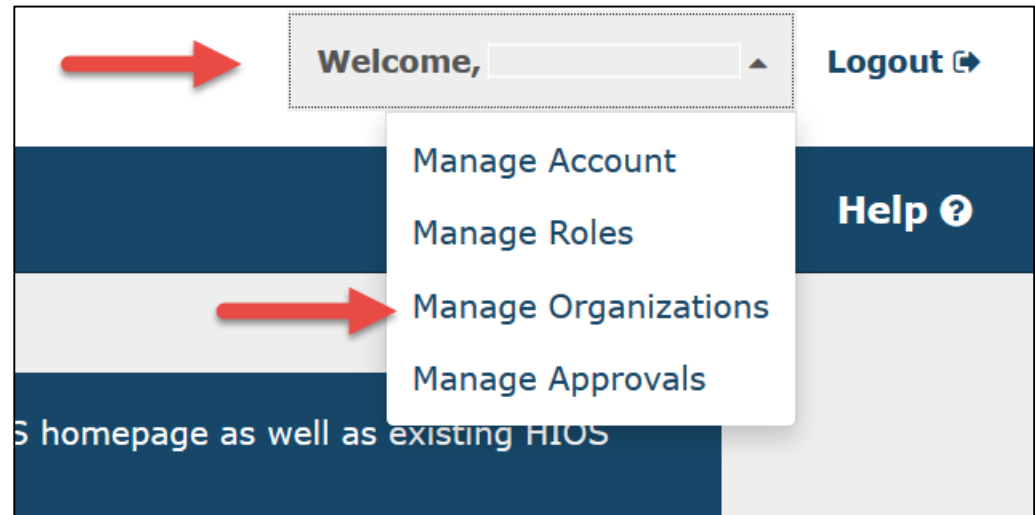 Welcome,
Logout
Manage Account
Manage Roles
Help
Manage Organizations
Manage Approvals
S homepage as well as existing HIOS